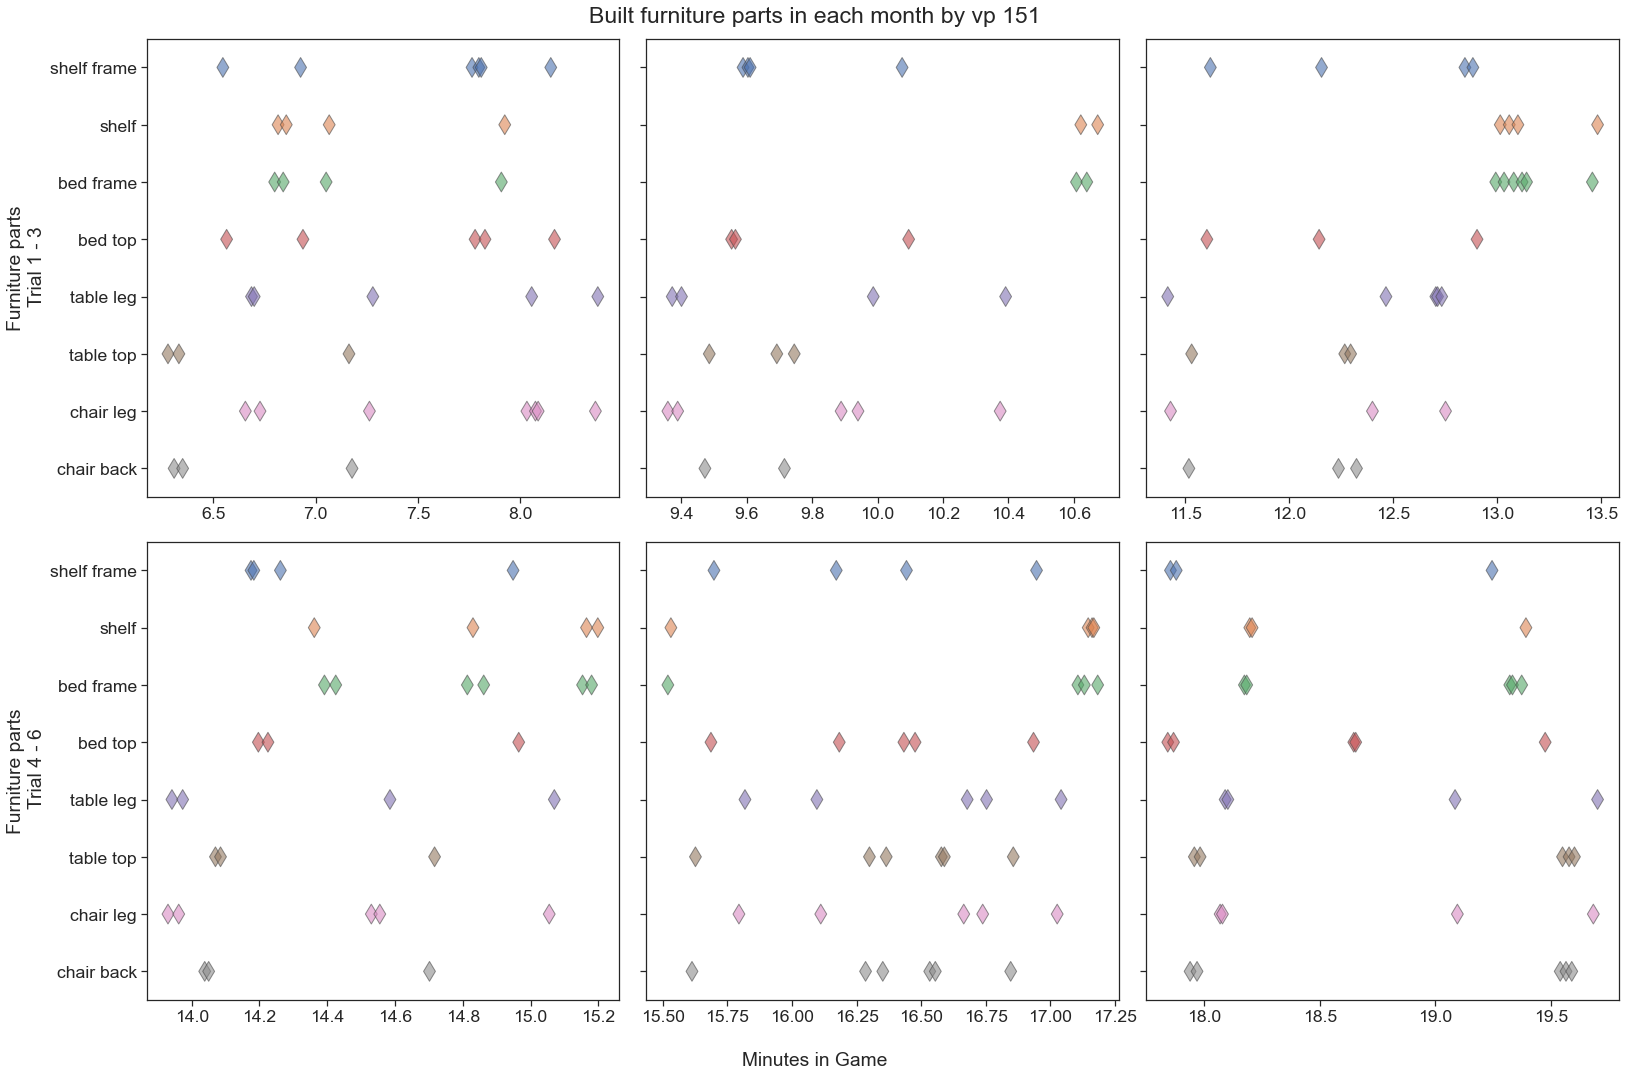 Built furniture parts in each month by vp 151
Furniture parts
Trial 1 - 3
shelf frame
shelf
bed frame
bed top
table leg
table top
chair leg
chair back
6.5 7.0 7.5 8.0
9.4 9.6 9.8 10.0 10.2 10.4 10.6
11.5 12.0 12.5 13.0 13.5
Furniture parts
Trial 4 - 6
shelf frame
shelf
bed frame
bed top
table leg
table top
chair leg
chair back
14.0 14.2 14.4 14.6 14.8 15.0 15.2
15.50 15.75 16.00 16.25 16.50 16.75 17.00 17.25
18.0 18.5 19.0 19.5
Minutes in Game